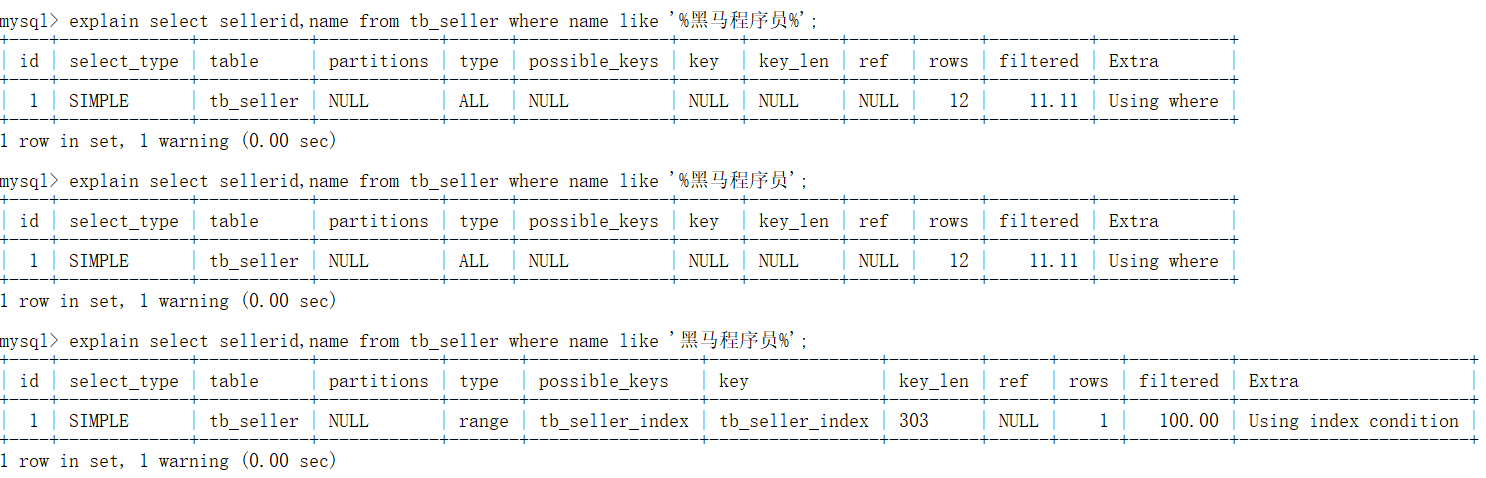 mysql> explain select sellerid,name from tb_seller where name like '%黑马程序员%';
+----+-------------+-----------+------------+------+---------------+------+---------+------+------+----------+-------------+
| id | select_type | table     | partitions | type | possible_keys | key  | key_len | ref  | rows | filtered | Extra       |
+----+-------------+-----------+------------+------+---------------+------+---------+------+------+----------+-------------+
|  1 | SIMPLE      | tb_seller | NULL       | ALL  | NULL          | NULL | NULL    | NULL |   12 |    11.11 | Using where |
+----+-------------+-----------+------------+------+---------------+------+---------+------+------+----------+-------------+
1 row in set, 1 warning (0.00 sec)
mysql> explain select sellerid,name from tb_seller where name like '%黑马程序员';
+----+-------------+-----------+------------+------+---------------+------+---------+------+------+----------+-------------+
| id | select_type | table     | partitions | type | possible_keys | key  | key_len | ref  | rows | filtered | Extra       |
+----+-------------+-----------+------------+------+---------------+------+---------+------+------+----------+-------------+
|  1 | SIMPLE      | tb_seller | NULL       | ALL  | NULL          | NULL | NULL    | NULL |   12 |    11.11 | Using where |
+----+-------------+-----------+------------+------+---------------+------+---------+------+------+----------+-------------+
1 row in set, 1 warning (0.00 sec)
mysql> explain select sellerid,name from tb_seller where name like '黑马程序员%';
+----+-------------+-----------+------------+-------+-----------------+-----------------+---------+------+------+----------+-----------------------+
| id | select_type | table     | partitions | type  | possible_keys   | key             | key_len | ref  | rows | filtered | Extra                 |
+----+-------------+-----------+------------+-------+-----------------+-----------------+---------+------+------+----------+-----------------------+
|  1 | SIMPLE      | tb_seller | NULL       | range | tb_seller_index | tb_seller_index | 303     | NULL |    1 |   100.00 | Using index condition |
+----+-------------+-----------+------------+-------+-----------------+-----------------+---------+------+------+----------+-----------------------+
1 row in set, 1 warning (0.00 sec)